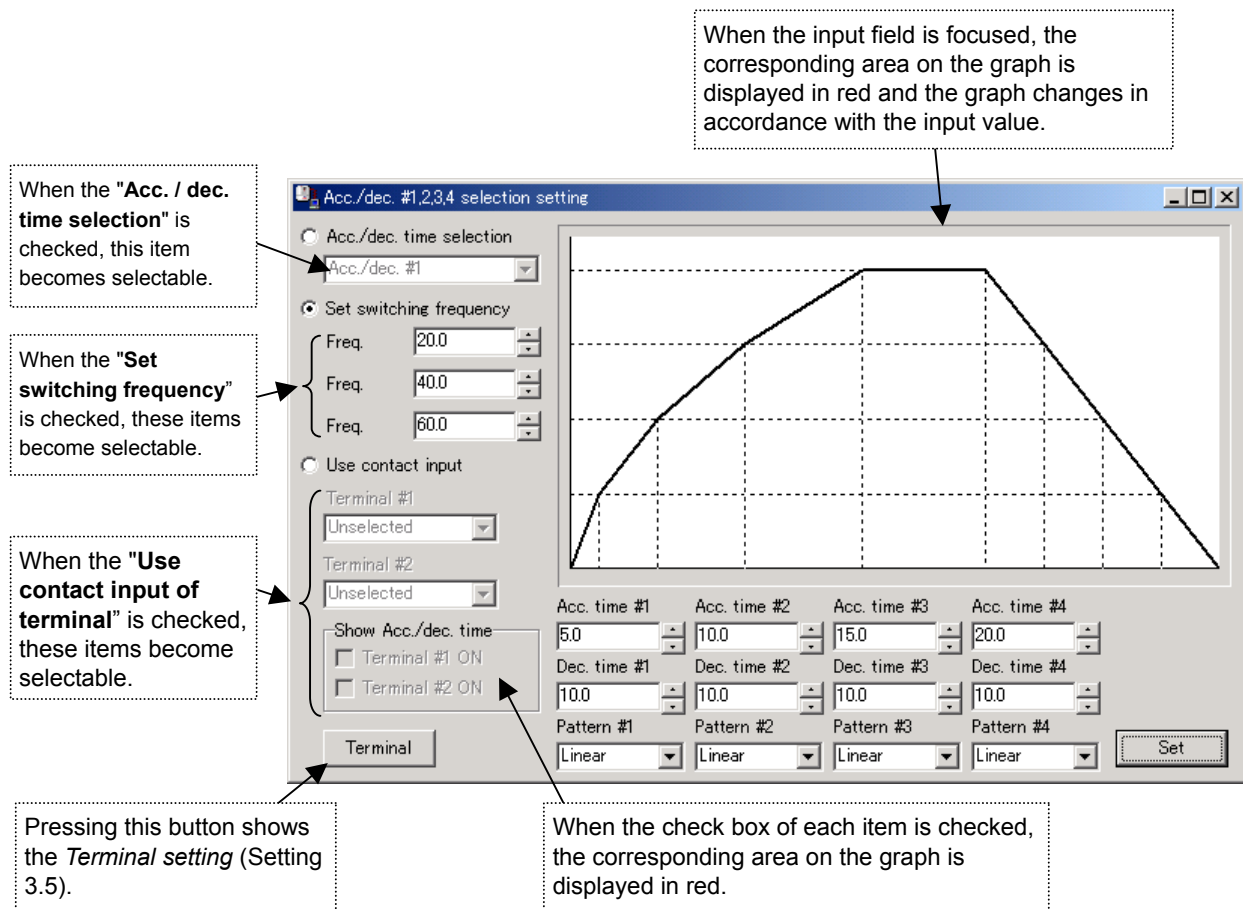 When the input field is focused, the
corresponding area on the graph is
displayed in red and the graph changes in
accordance with the input value.
When the "Acc. / dec.
time selection" is
checked, this item
becomes selectable.
When the "Set
switching frequency”
is checked, these items
become selectable.
When the "Use
contact input of
terminal” is checked,
these items become
selectable.
Acc./dec. #1,2,3,4 selection setting
Acc./dec. time selection
Acc./dec. #1
Set switching frequency
Freq. 20.0
Freq. 40.0
Freq. 60.0
Use contact input
Terminal #1
Unselected
Terminal #2
Unselected
Show Acc./dec. time
Terminal #1 ON
Terminal #2 ON
Terminal
Acc. time #1 Acc. time #2 Acc. time #3 Acc. time #4
5.0 10.0 15.0 20.0
Dec. time #1 Dec. time #2 Dec. time #3 Dec. time #4
10.0 10.0 10.0 10.0
Pattern #1 Pattern #2 Pattern #3 Pattern #4
Linear Linear Linear Linear
Set
Pressing this button shows
the Terminal setting (Setting
3.5).
When the check box of each item is checked,
the corresponding area on the graph is
displayed in red.